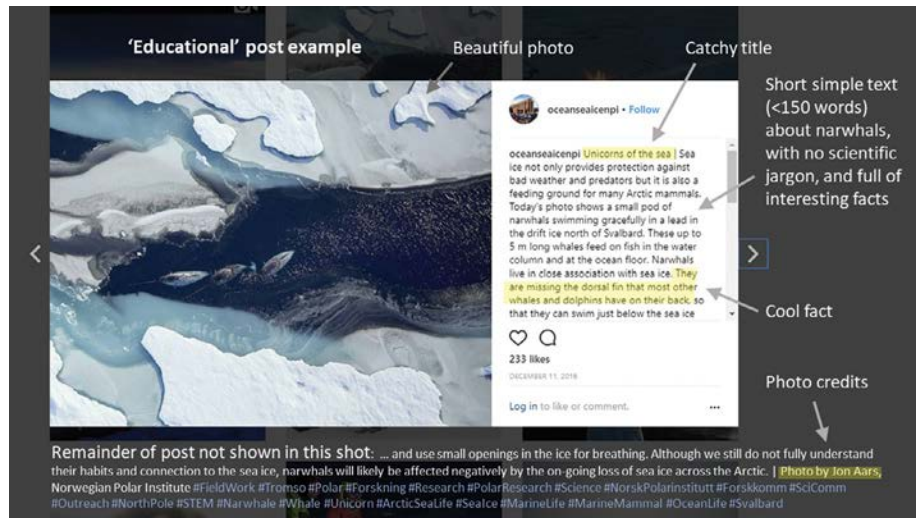 'Educational' post example
Beautiful photo
Catchy title
oceanseaicenpi • Follow
oceanseaicenpi Unicorns of the sea | Sea
ice not only provides protection against
bad weather and predators but it is also a
feeding ground for many Arctic mammals.
Today's photo shows a small pod of
narwhals swimming gracefully in a lead in
the drift ice north of Svalbard. These up to
5 m long whales feed on fish in the water
column and at the ocean floor. Narwhals
live in close association with sea ice. They
are missing the dorsal fin that most other
whales and dolphins have on their back, so
that they can swim just below the sea ice
233 likes
DECEMBER 11, 2016
Log in to like or comment.
Short simple text
(<150 words)
about narwhals,
with no scientific
jargon, and full of
interesting facts
Cool fact
Photo credits
Remainder of post not shown in this shot: ... and use small openings in the ice for breathing. Although we still do not fully understand
their habits and connection to the sea ice, narwhals will likely be affected negatively by the on-going loss of sea ice across the Arctic. | Photo by Jon Aars,
Norwegian Polar Institute #FieldWork #Tromso #Polar #Forskning #Research #PolarResearch #Science #NorskPolarinstitutt #Forskkomm #SciComm
#Outreach #NorthPole #STEM #Narwhale #Whale #Unicorn #ArcticSeaLife #SeaIce #MarineLife #MarineMammal #OceanLife #Svalbard